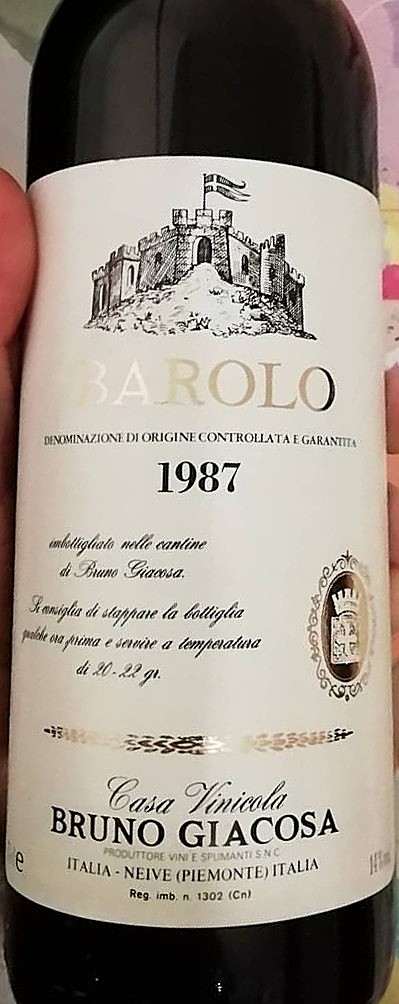 BAROLO
DENOMINAZIONE DI ORIGINE CONTROLLATA E GARANTITA
1987
imbottigliato nelle cantine
di Bruno Giacosa.
Si consiglia di stappare la bottiglia
qualche ora prima e servire a temperatura
di 20-22 gr.
Casa Vinicola
BRUNO GIACOSA
PRODUTTORE VINI E SPUMANTI S.N.C.
ITALIA - NEIVE (PIEMONTE) ITALIA
Reg. imb. n. 1302 (Cn)
e